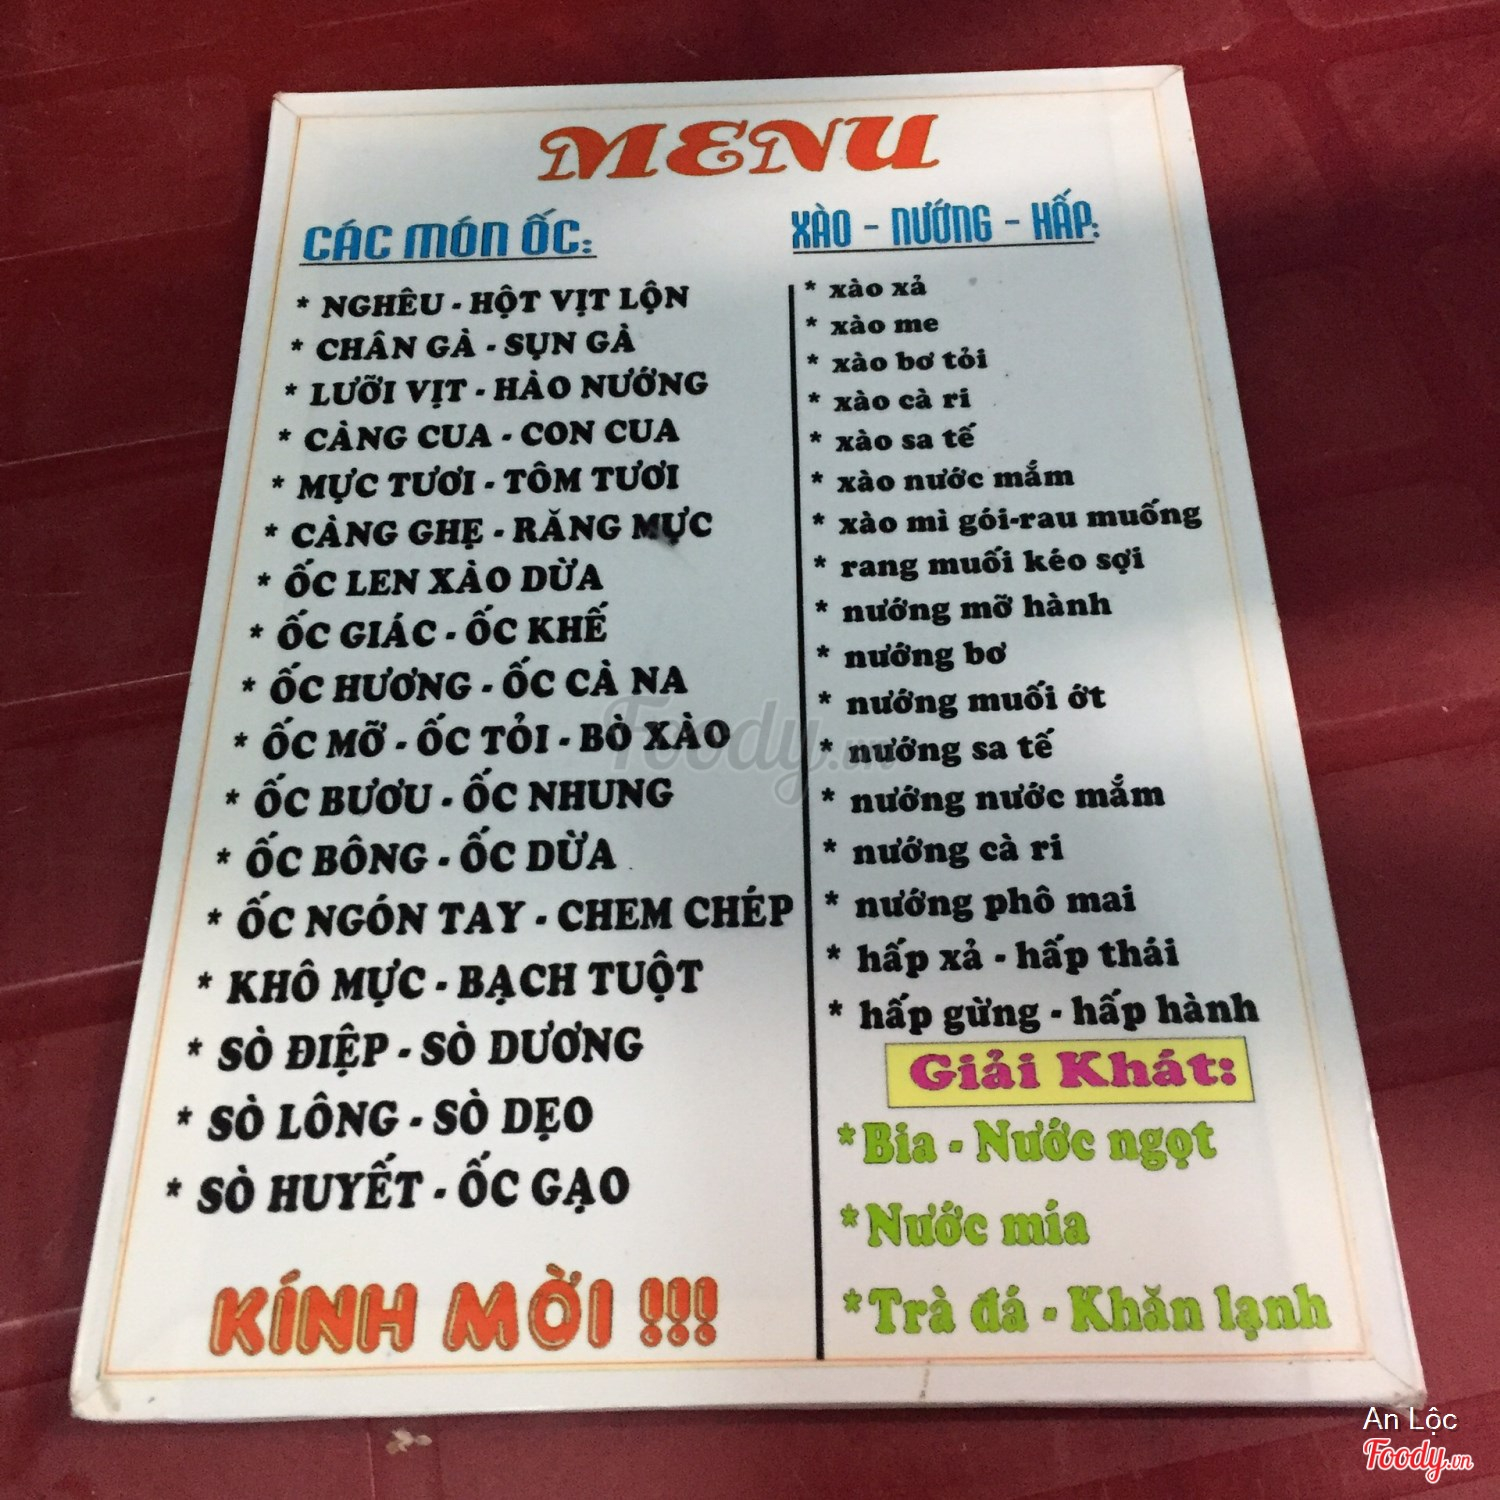 MENU
CÁC MÓN ỐC:
* NGHÊU - HỘT VỊT LỘN
* CHÂN GÀ - SỤN GÀ
* LƯỠI VỊT - HÀO NƯỚNG
* CÀNG CUA - CON CUA
* MỰC TƯƠI - TÔM TƯƠI
* CÀNG GHẸ - RĂNG MỰC
* ỐC LEN XÀO DỪA
* ỐC GIÁC - ỐC KHẾ
* ỐC HƯƠNG - ỐC CÀ NA
* ỐC MỠ - ỐC TỎI - BÒ XÀO
* ỐC BƯƠU - ỐC NHUNG
* ỐC BÔNG - ỐC DỪA
* ỐC NGÓN TAY - CHEM CHÉP
* KHÔ MỰC - BẠCH TUỘT
* SÒ ĐIỆP - SÒ DƯƠNG
* SÒ LÔNG - SÒ DẸO
* SÒ HUYẾT - ỐC GẠO
KÍNH MỜI !!!
XÀO - NƯỚNG - HẤP:
* xào xả
* xào me
* xào bơ tỏi
* xào cà ri
* xào sa tế
* xào nước mắm
* xào mì gói-rau muống
* rang muối kéo sợi
* nướng mỡ hành
* nướng bơ
* nướng muối ớt
* nướng sa tế
* nướng nước mắm
* nướng cà ri
* nướng phô mai
* hấp xả - hấp thái
* hấp gừng - hấp hành
Giải Khát:
* Bia - Nước ngọt
* Nước mía
* Trà đá - Khăn lạnh
Foody.vn
An Lộc
Foody.vn